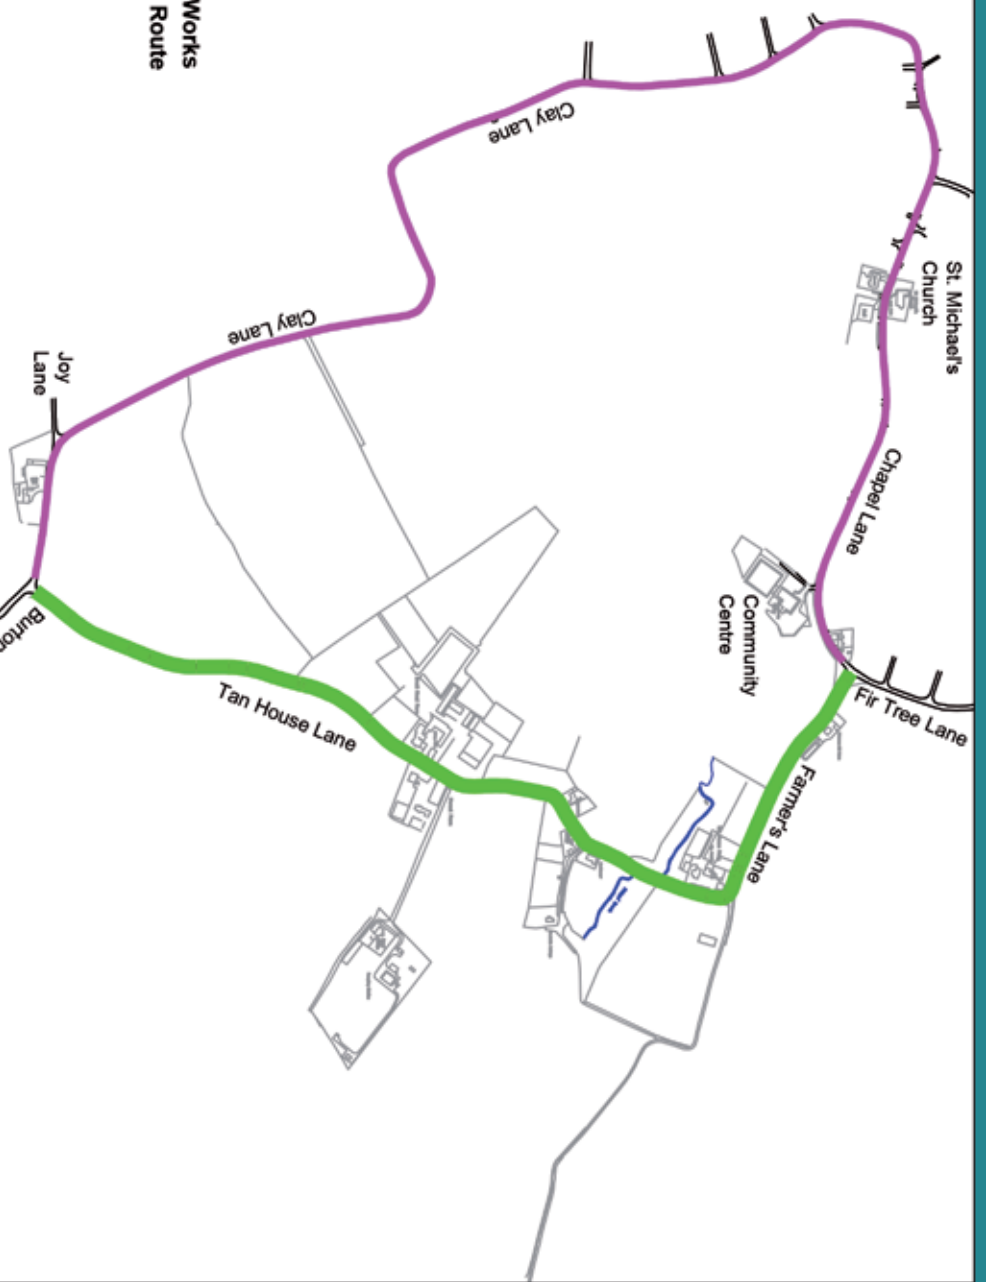 Works
Route
Clay Lane
St. Michael's
Church
Clay Lane
Joy
Lane
Chapel Lane
Community
Centre
Fir Tree Lane
Farmer's Lane
Tan House Lane